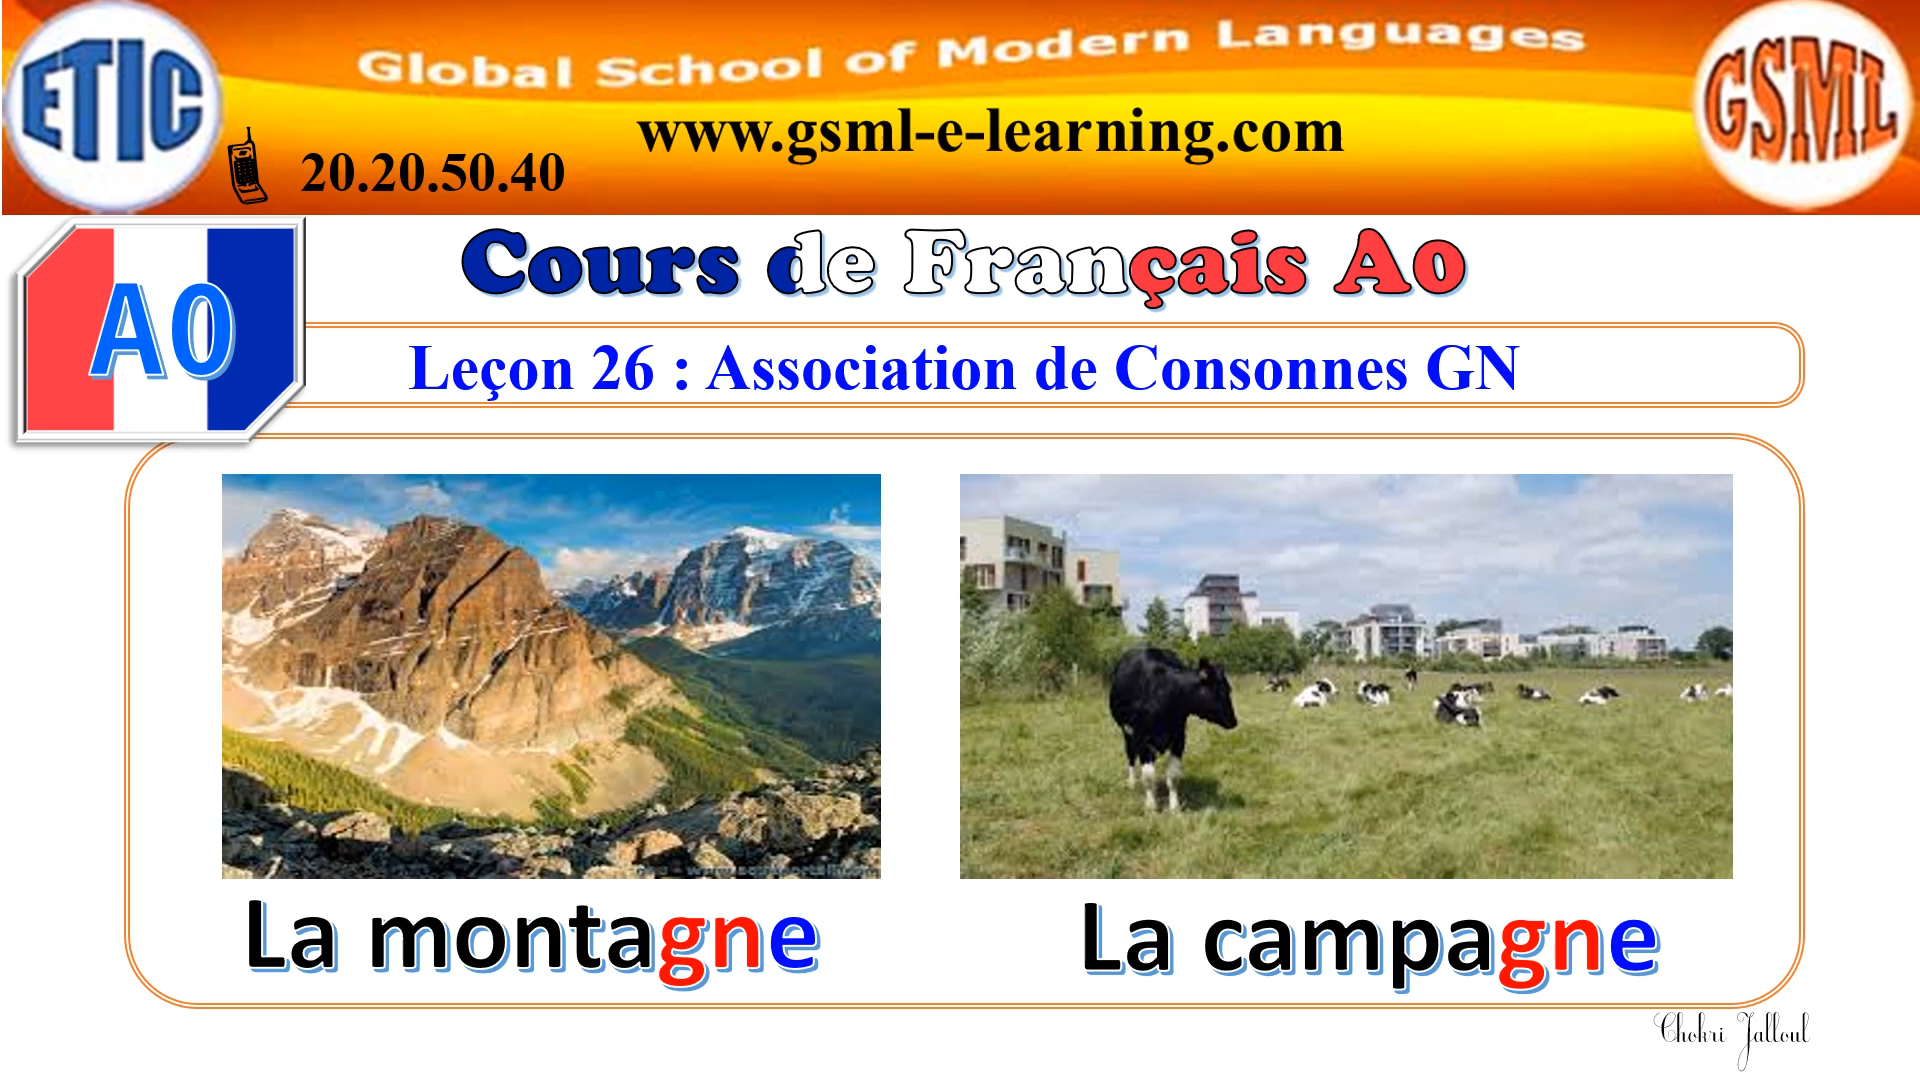 ETIC
Global School of Modern Languages
GSML
www.gsml-e-learning.com
20.20.50.40
A0
Cours de Français A0
Leçon 26 : Association de Consonnes GN
La montagne
La campagne
Chokri Jalloul